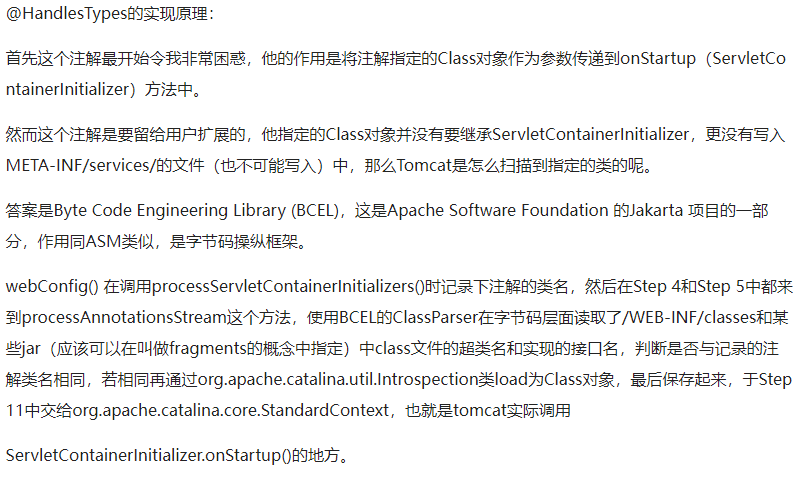 @HandlesTypes的实现原理：
首先这个注解最开始令我非常困惑，他的作用是将注解指定的Class对象作为参数传递到onStartup（ServletCo
ntainerInitializer）方法中。
然而这个注解是要留给用户扩展的，他指定的Class对象并没有要继承ServletContainerInitializer，更没有写入
META-INF/services/的文件（也不可能写入）中，那么Tomcat是怎么扫描到指定的类的呢。
答案是Byte Code Engineering Library (BCEL)，这是Apache Software Foundation 的Jakarta 项目的一部
分，作用同ASM类似，是字节码操纵框架。
webConfig() 在调用processServletContainerInitializers()时记录下注解的类名，然后在Step 4和Step 5中都来
到processAnnotationsStream这个方法，使用BCEL的ClassParser在字节码层面读取了/WEB-INF/classes和某
些jar（应该可以在叫做fragments的概念中指定）中class文件的超类名和实现的接口名，判断是否与记录的注
解类名相同，若相同再通过org.apache.catalina.util.Introspection类load为Class对象，最后保存起来，于Step
11中交给org.apache.catalina.core.StandardContext，也就是tomcat实际调用
ServletContainerInitializer.onStartup()的地方。